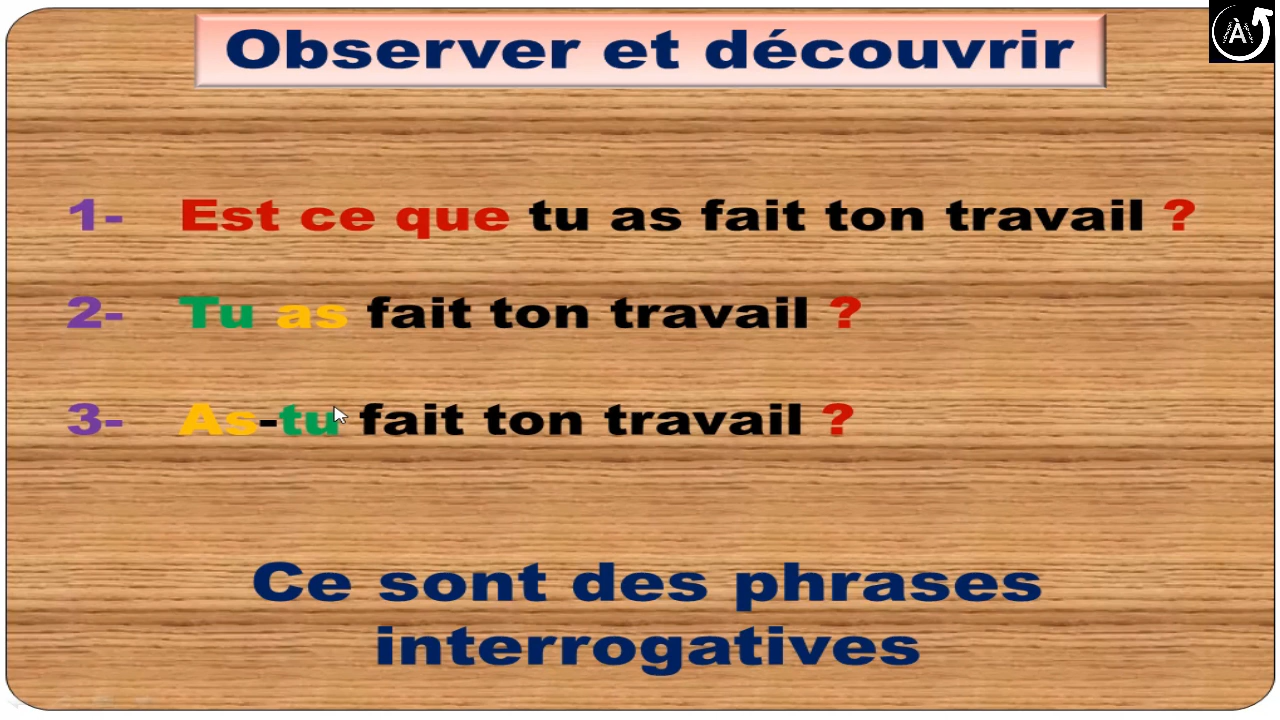 Observer et découvrir
À
1- Est ce que tu as fait ton travail ?
2- Tu as fait ton travail ?
3- As-tu fait ton travail ?
Ce sont des phrases
interrogatives